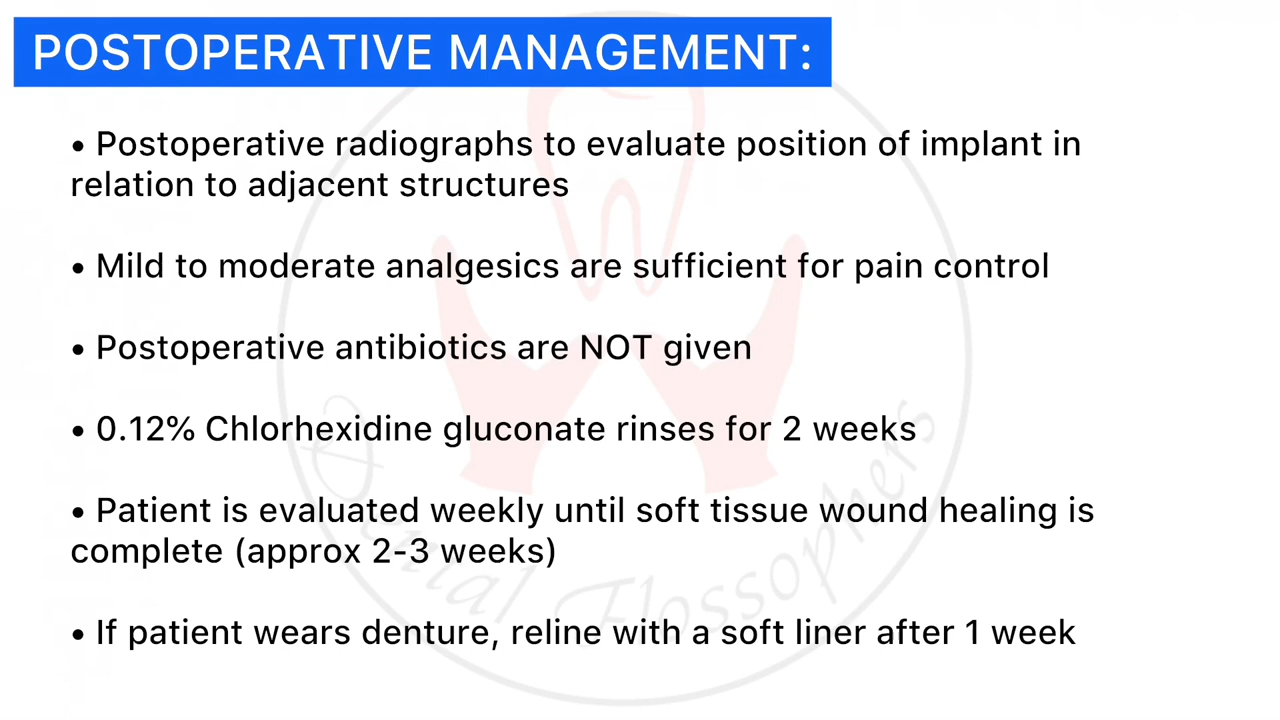 POSTOPERATIVE MANAGEMENT:
• Postoperative radiographs to evaluate position of implant in
relation to adjacent structures
• Mild to moderate analgesics are sufficient for pain control
• Postoperative antibiotics are NOT given
• 0.12% Chlorhexidine gluconate rinses for 2 weeks
• Patient is evaluated weekly until soft tissue wound healing is
complete (approx 2-3 weeks)
• If patient wears denture, reline with a soft liner after 1 week
Dental Flossophers